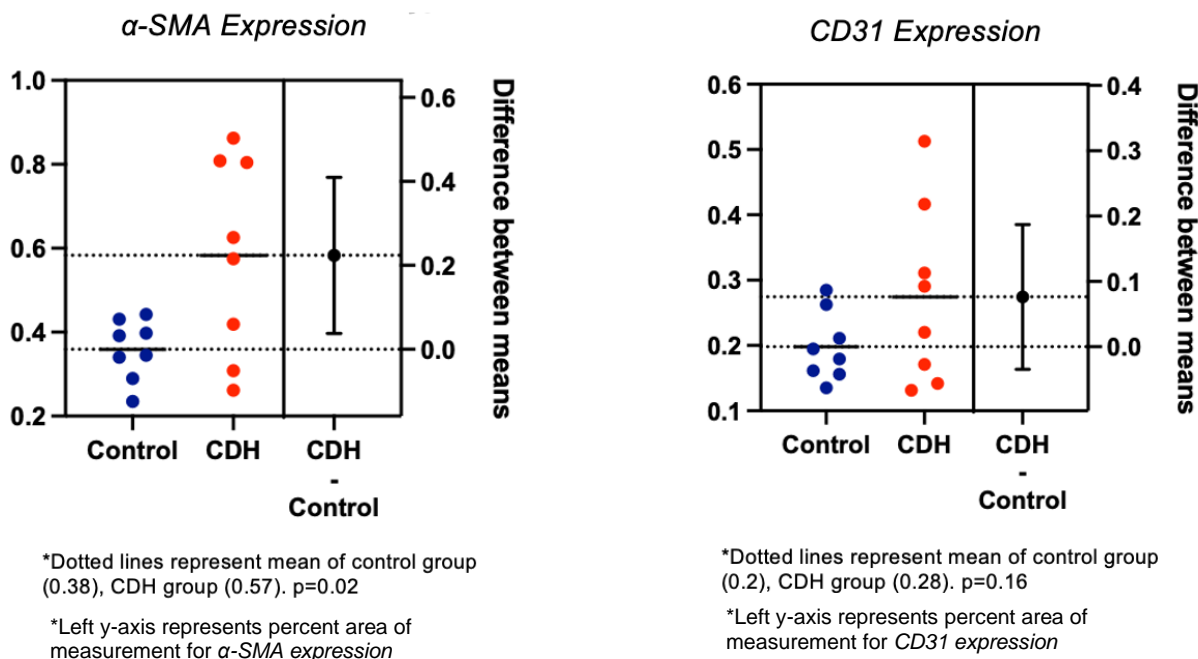 α-SMA Expression
1.0
0.8
0.6
0.4
0.2
0.6
0.4
0.2
0.0
Difference between means
Control
CDH
CDH
-
Control
*Dotted lines represent mean of control group
(0.38), CDH group (0.57). p=0.02
*Left y-axis represents percent area of
measurement for α-SMA expression
CD31 Expression
0.6
0.5
0.4
0.3
0.2
0.1
0.4
0.3
0.2
0.1
0.0
Difference between means
Control
CDH
CDH
-
Control
*Dotted lines represent mean of control group
(0.2), CDH group (0.28). p=0.16
*Left y-axis represents percent area of
measurement for CD31 expression